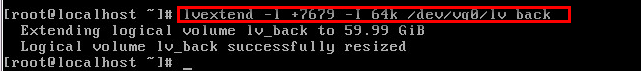 [root@localhost ~]# lvextend -l +7679 -I 64k /dev/vg0/lv_back
Extending logical volume lv_back to 59.99 GiB
Logical volume lv_back successfully resized
[root@localhost ~]# _